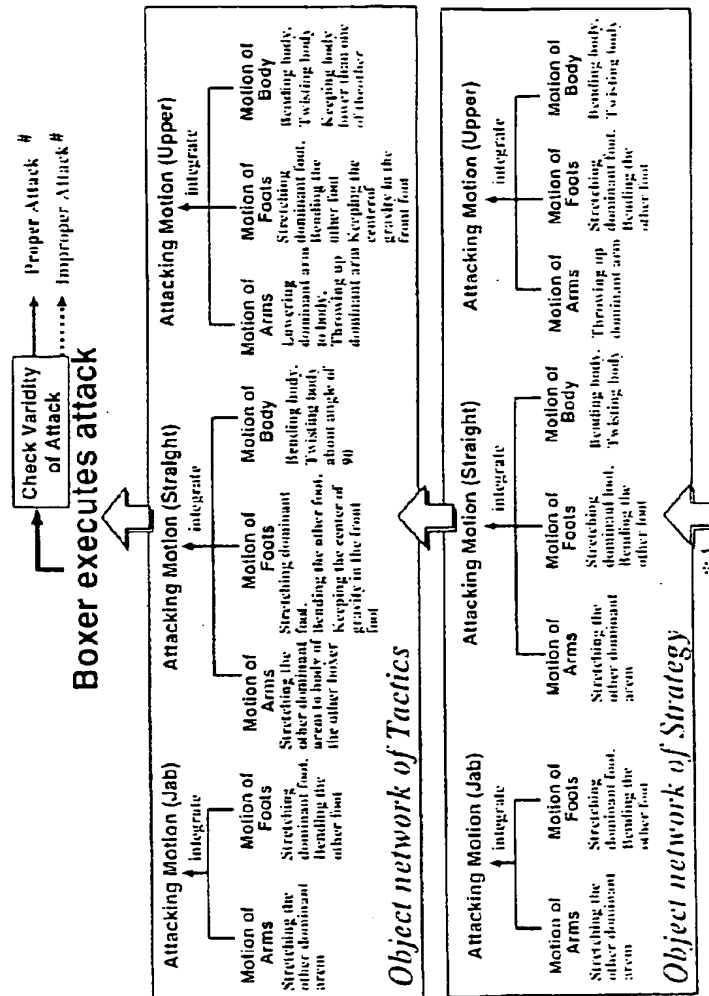 Check Varidity
of Attack
Proper Attack #
Improper Attack #
Boxer executes attack
Attacking Motion (Jab)
integrate
Motion of
Arms
Stretching the
other dominant
arem
Motion of
Foots
Stretching
dominant foot.
Bending the
other foot
Attacking Motion (Straight)
integrate
Motion of
Arms
Stretching the
other dominant
arem to body of
the other boxer
Motion of
Foots
Stretching dominant
foot.
Bending the other foot,
Keeping the center of
gravity in the front
foot
Motion of
Body
Bending body.
Twisting body
about angle of
90
Attacking Motion (Upper)
integrate
Motion of
Arms
Lowering
dominant arm
to body.
Throwing up
dominant arm
Motion of
Foots
Stretching
dominant foot,
Bending the
other foot
Keeping the
centerof
gravity in the
front foot
Motion of
Body
Bending body,
Twisting body
Keeping body
lower than one
of theother
Object network of Tactics
Attacking Motion (Jab)
integrate
Motion of
Arms
Stretching the
other dominant
arem
Motion of
Foots
Stretching
dominant foot.
Bending the
other foot
Attacking Motion (Straight)
integrate
Motion of
Arms
Stretching the
other dominant
arem
Motion of
Foots
Stretching
dominant foot.
Bending the
other foot
Motion of
Body
Bending body.
Twisting body
Attacking Motion (Upper)
integrate
Motion of
Arms
Throwing up
dominant arm
Motion of
Foots
Stretching
dominant foot.
Bending the
other foot
Motion of
Body
Bending body.
Twisting body
Object network of Strategy